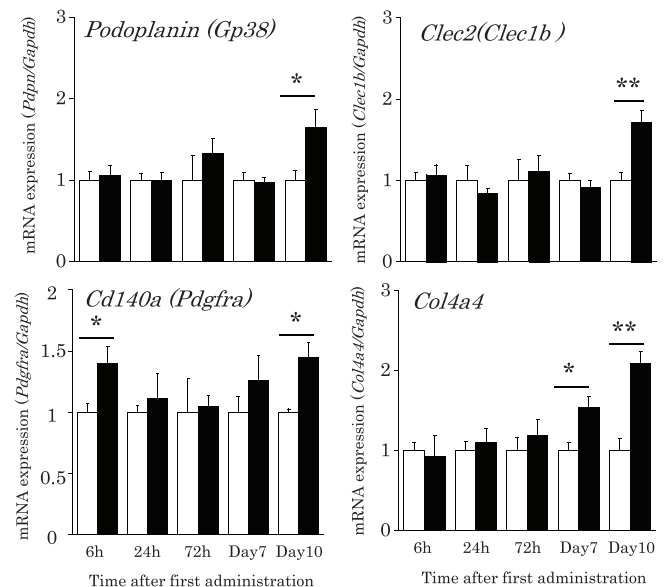 Podoplanin (Gp38)
mRNA expression (Pdpn/Gapdh)
3
2
1
0
*
Clec2(Clec1b )
mRNA expression (Clec1b/Gapdh)
3
2
1
0
**
Cd140a (Pdgfra)
mRNA expression (Pdgfra/Gapdh)
2
1.5
1
0.5
0
*
*
6h 24h 72h Day7 Day10
Time after first administration
Col4a4
mRNA expression (Col4a4/Gapdh)
3
2
1
0
*
**
6h 24h 72h Day7 Day10
Time after first administration